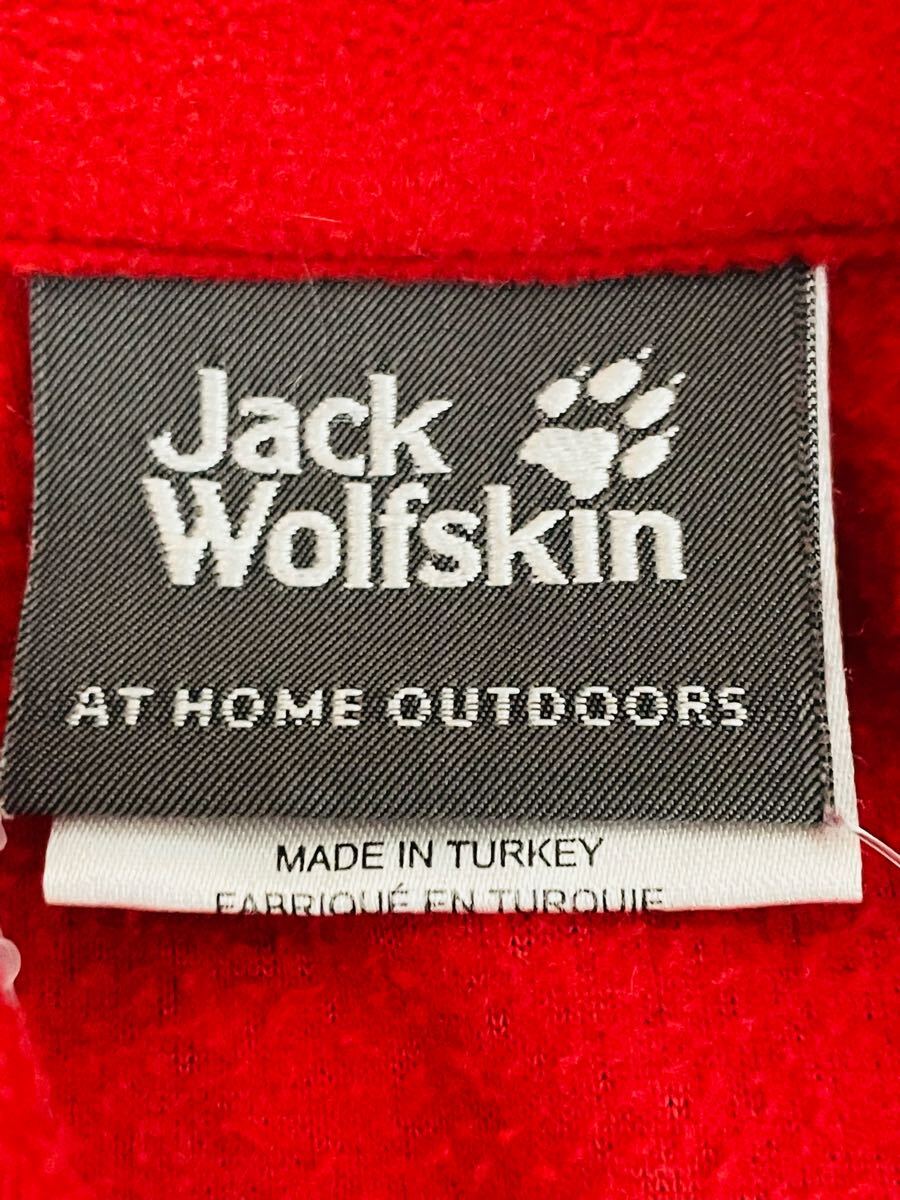 Jack
Wolfskin
AT HOME OUTDOORS
MADE IN TURKEY
FABRIQUÉ EN TURQUIE